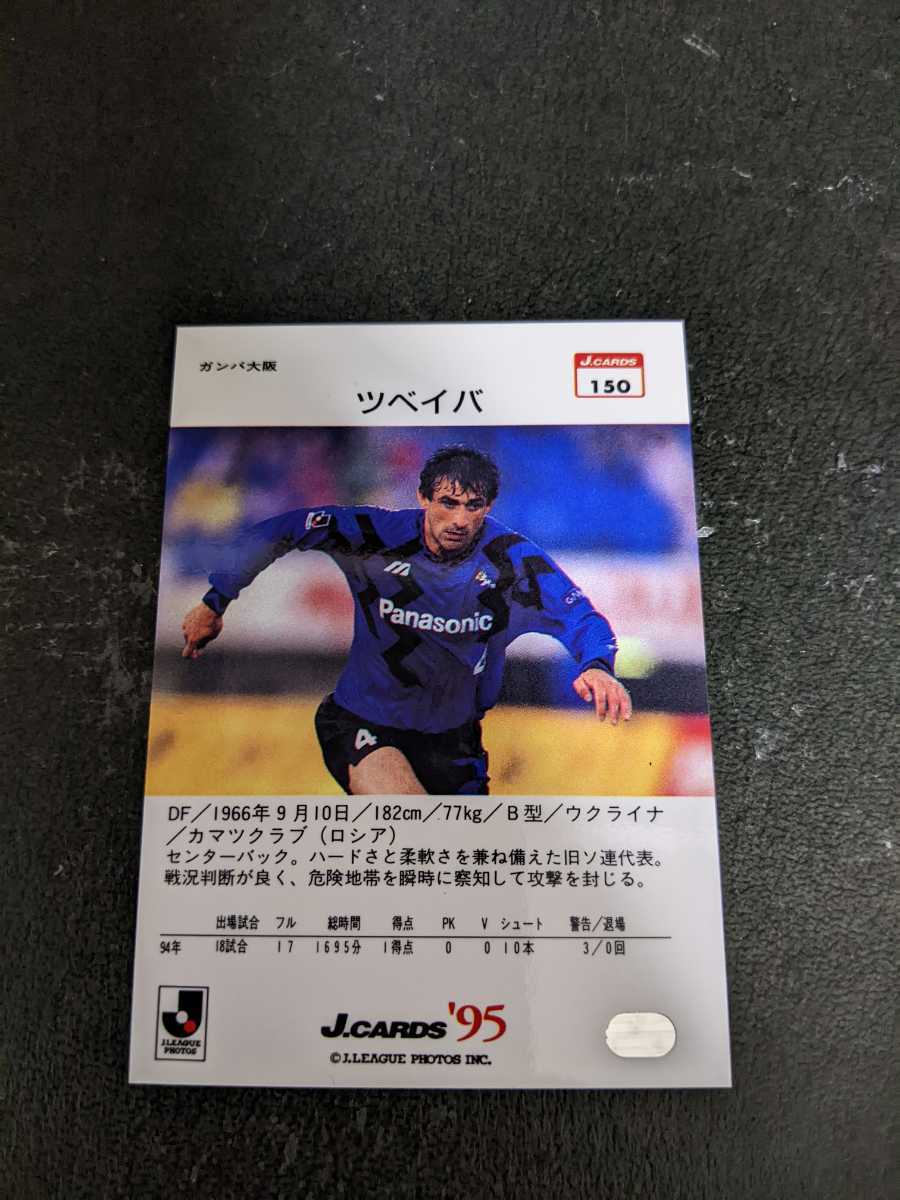 ガンバ大阪
J.CARDS
150
ツベイバ
Panasonic
4
DF／1966年9月10日／182cm／77kg／B型／ウクライナ
／カマツクラブ（ロシア）
センターバック。ハードさと柔軟さを兼ね備えた旧ソ連代表。
戦況判断が良く、危険地帯を瞬時に察知して攻撃を封じる。
出場試合 フル 総時間 得点 PK V シュート 警告／退場
94年 18試合 17 1695分 1得点 0 0 10本 3／0回
J.LEAGUE
PHOTOS
J.CARDS '95
©J.LEAGUE PHOTOS INC.